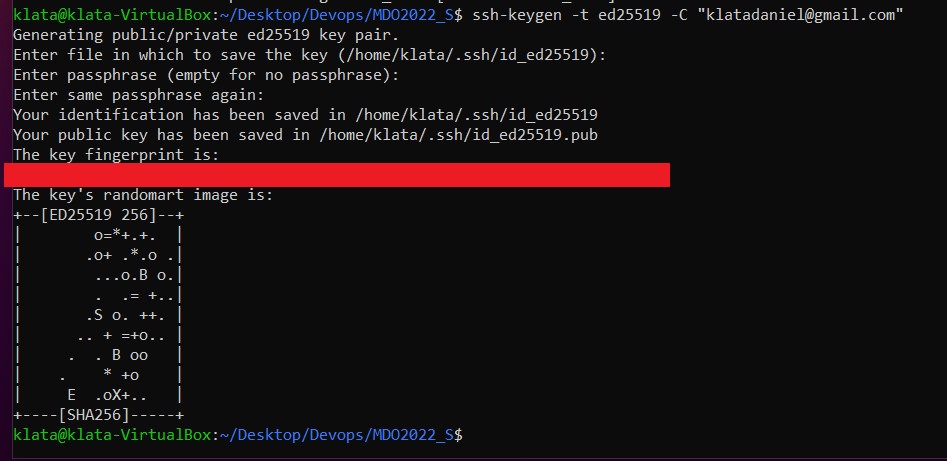 klata@klata-VirtualBox:~/Desktop/Devops/MDO2022_S$ ssh-keygen -t ed25519 -C "klatadaniel@gmail.com"
Generating public/private ed25519 key pair.
Enter file in which to save the key (/home/klata/.ssh/id_ed25519):
Enter passphrase (empty for no passphrase):
Enter same passphrase again:
Your identification has been saved in /home/klata/.ssh/id_ed25519
Your public key has been saved in /home/klata/.ssh/id_ed25519.pub
The key fingerprint is:
The key's randomart image is:
+--[ED25519 256]--+
|        o=*+.+.  |
|       .o+ .*.o .|
|        ...o.B o.|
|        .  .= +..|
|       .S o. ++. |
|      .. + =+o.. |
|     .  . B oo   |
|    .    * +o    |
|     E  .oX+..   |
+----[SHA256]-----+
klata@klata-VirtualBox:~/Desktop/Devops/MDO2022_S$